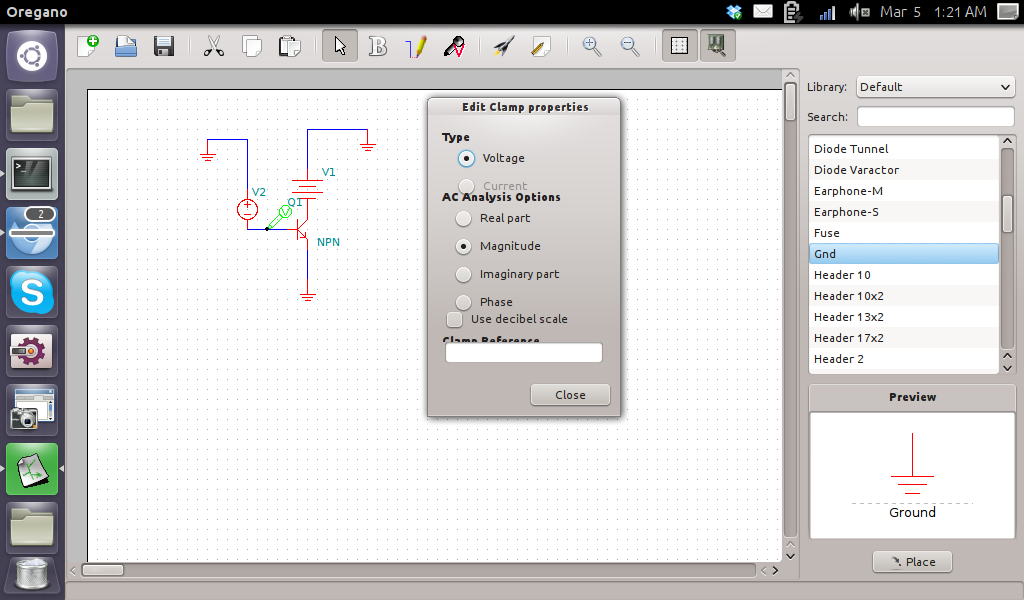 Oregano
Mar 5 1:21 AM
2
Library: Default
Search:
Diode Tunnel
Diode Varactor
Earphone-M
Earphone-S
Fuse
Gnd
Header 10
Header 10x2
Header 13x2
Header 17x2
Header 2
Preview
Ground
Place
V1
V2
Q1
V
NPN
Edit Clamp properties
Type
Voltage
Current
AC Analysis Options
Real part
Magnitude
Imaginary part
Phase
Use decibel scale
Clamp Reference
Close